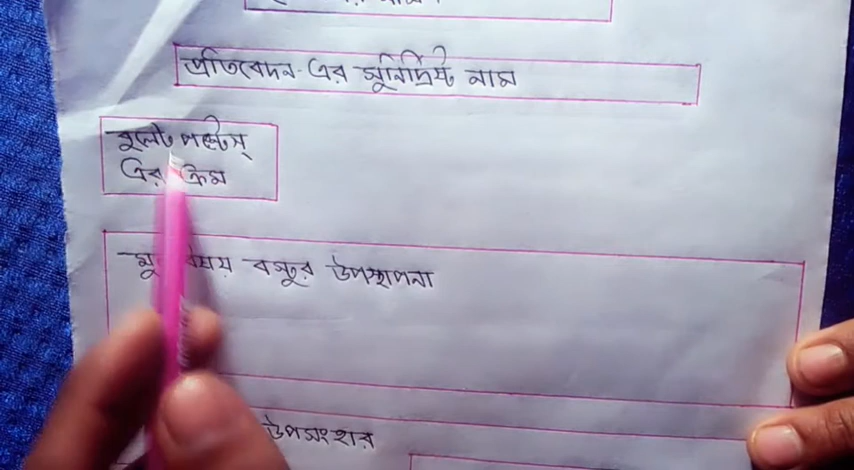 প্রতিবেদন-এর সুনির্দিষ্ট নাম
বুলেট পয়েন্টস্
এর ক্রম
বিষয় বস্তুর উপস্থাপনা
উপসংহার